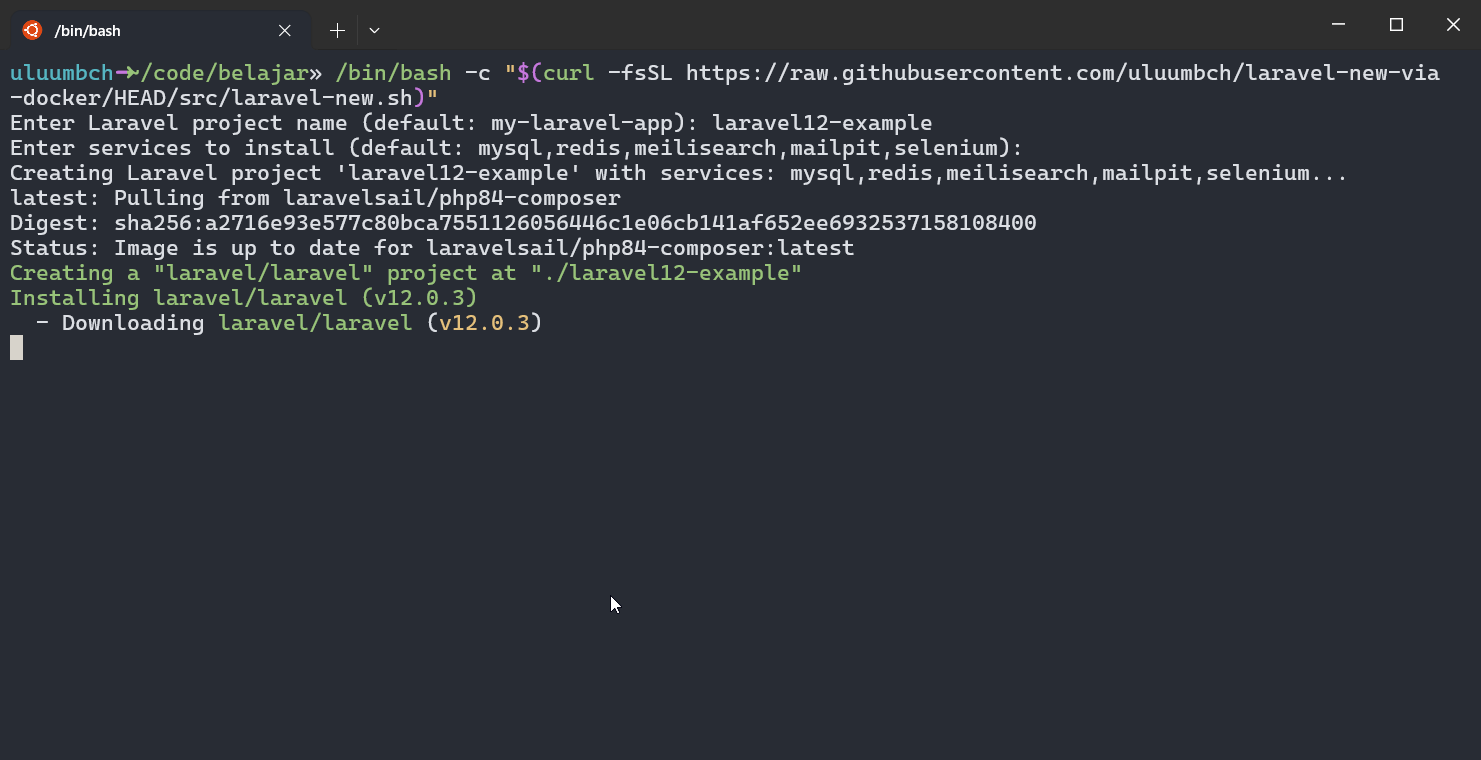 /bin/bash
uluumbch➜~/code/belajar» /bin/bash -c "$(curl -fsSL https://raw.githubusercontent.com/uluumbch/laravel-new-via
-docker/HEAD/src/laravel-new.sh)"
Enter Laravel project name (default: my-laravel-app): laravel12-example
Enter services to install (default: mysql,redis,meilisearch,mailpit,selenium):
Creating Laravel project 'laravel12-example' with services: mysql,redis,meilisearch,mailpit,selenium...
latest: Pulling from laravelsail/php84-composer
Digest: sha256:a2716e93e577c80bca7551126056446c1e06cb141af652ee6932537158108400
Status: Image is up to date for laravelsail/php84-composer:latest
Creating a "laravel/laravel" project at "./laravel12-example"
Installing laravel/laravel (v12.0.3)
  - Downloading laravel/laravel (v12.0.3)